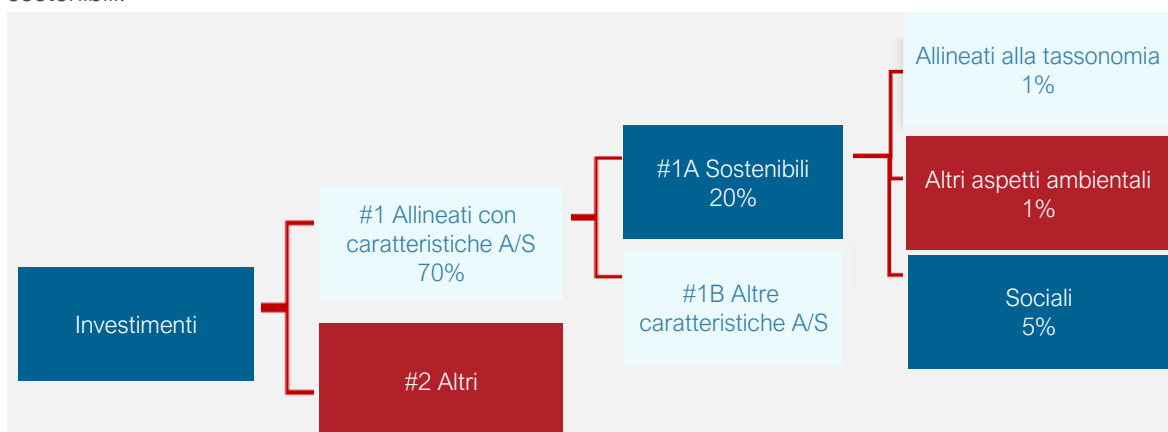 Investimenti
#1 Allineati con
caratteristiche A/S
70%
#2 Altri
#1A Sostenibili
20%
#1B Altre
caratteristiche A/S
Allineati alla tassonomia
1%
Altri aspetti ambientali
1%
Sociali
5%